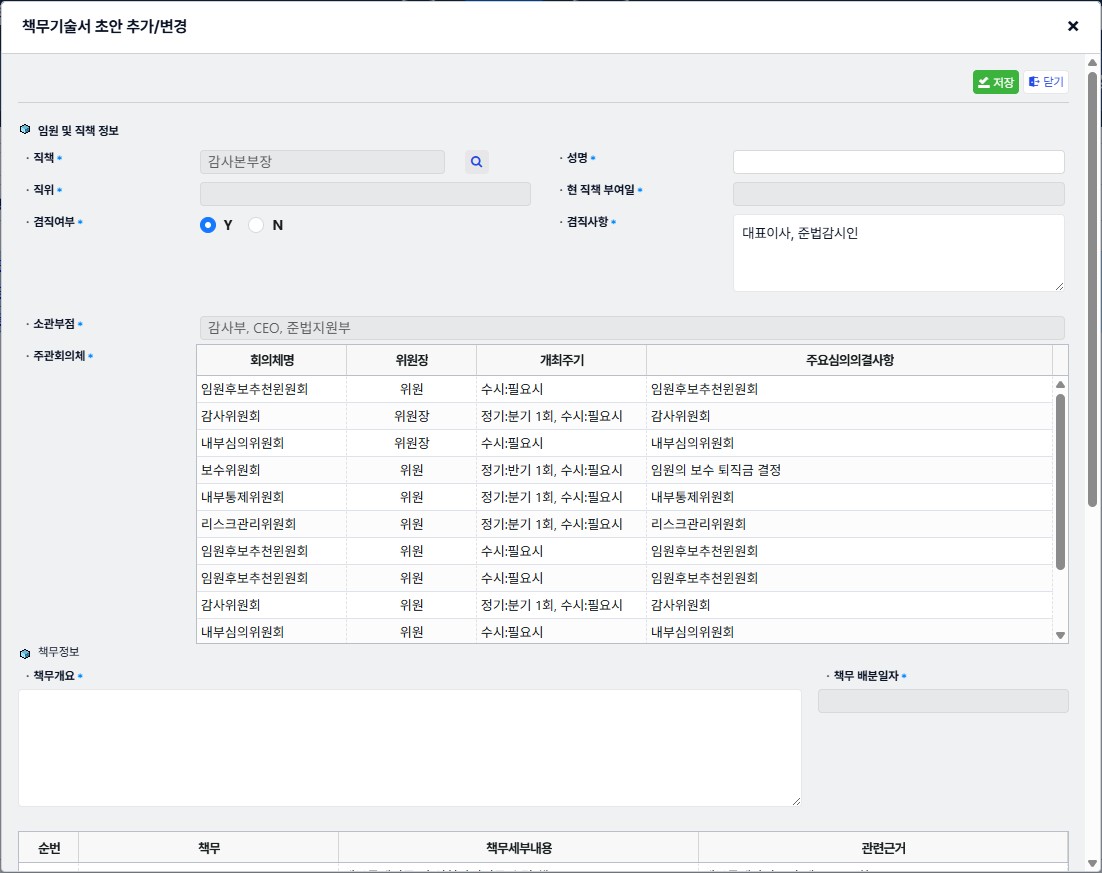 책무기술서 초안 추가/변경
저장 닫기
임원 및 직책 정보
· 직책 * 감사본부장 · 성명 *
· 직위 * · 현 직책 부여일 *
· 겸직여부 * Y N · 겸직사항 * 대표이사, 준법감시인
· 소관부점 * 감사부, CEO, 준법지원부
· 주관회의체 *
회의체명 위원장 개최주기 주요심의의결사항
임원후보추천윈원회 위원 수시:필요시 임원후보추천윈원회
감사위원회 위원장 정기:분기 1회, 수시:필요시 감사위원회
내부심의위원회 위원장 수시:필요시 내부심의위원회
보수위원회 위원 정기:반기 1회, 수시:필요시 임원의 보수 퇴직금 결정
내부통제위원회 위원 정기:분기 1회, 수시:필요시 내부통제위원회
리스크관리위원회 위원 정기:분기 1회, 수시:필요시 리스크관리위원회
임원후보추천윈원회 위원 수시:필요시 임원후보추천윈원회
임원후보추천윈원회 위원 수시:필요시 임원후보추천윈원회
감사위원회 위원 정기:분기 1회, 수시:필요시 감사위원회
내부심의위원회 위원 수시:필요시 내부심의위원회
책무정보
· 책무개요 * · 책무 배분일자 *
순번 책무 책무세부내용 관련근거